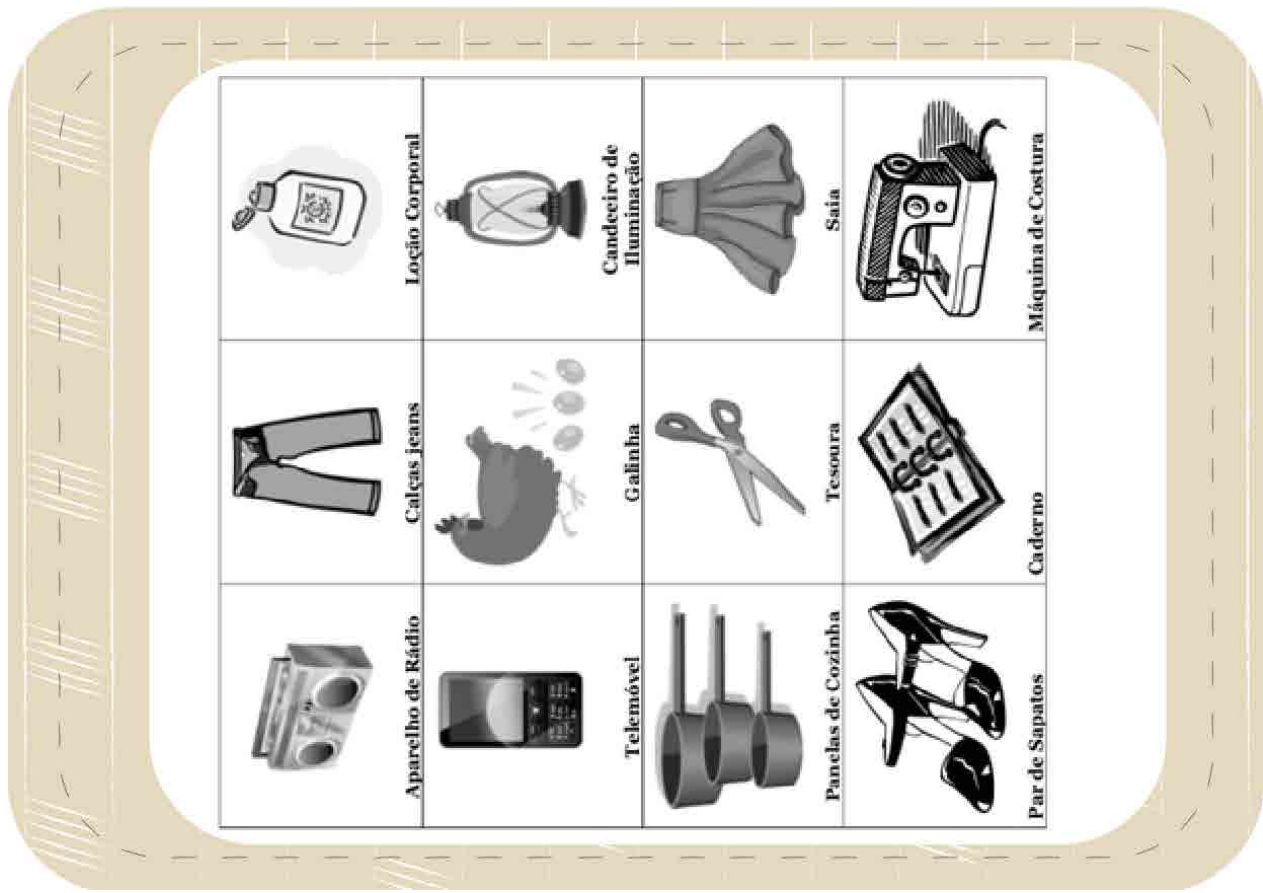 Aparelho de Rádio
Calças jeans
Loção Corporal
Telemóvel
Galinha
Candeeiro de
Iluminação
Panelas de Cozinha
Tesoura
Saia
Par de Sapatos
Caderno
Máquina de Costura